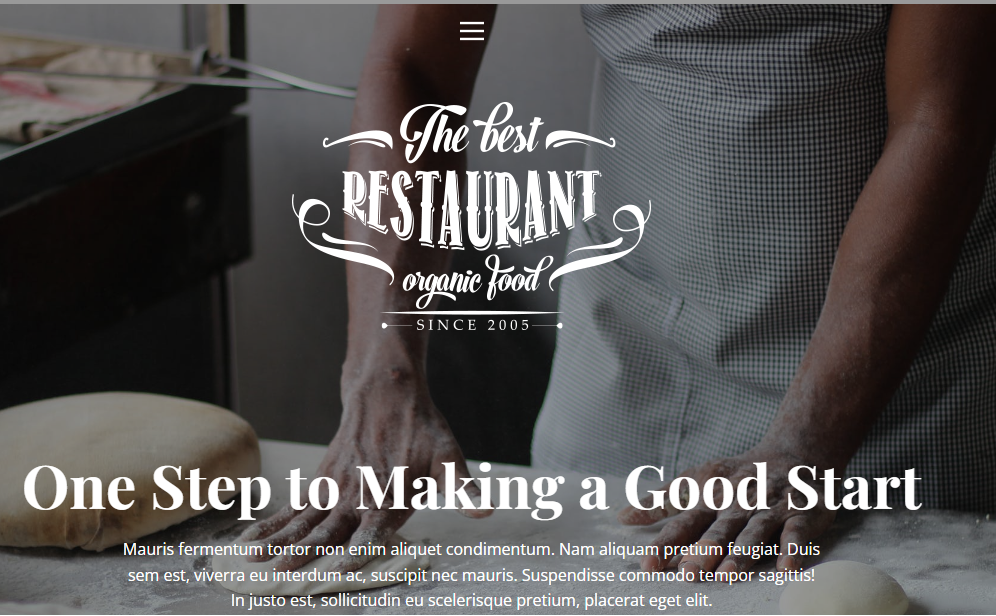 The best
RESTAURANT
organic food
SINCE 2005
One Step to Making a Good Start
Mauris fermentum tortor non enim aliquet condimentum. Nam aliquam pretium feugiat. Duis
sem est, viverra eu interdum ac, suscipit nec mauris. Suspendisse commodo tempor sagittis!
In justo est, sollicitudin eu scelerisque pretium, placerat eget elit.